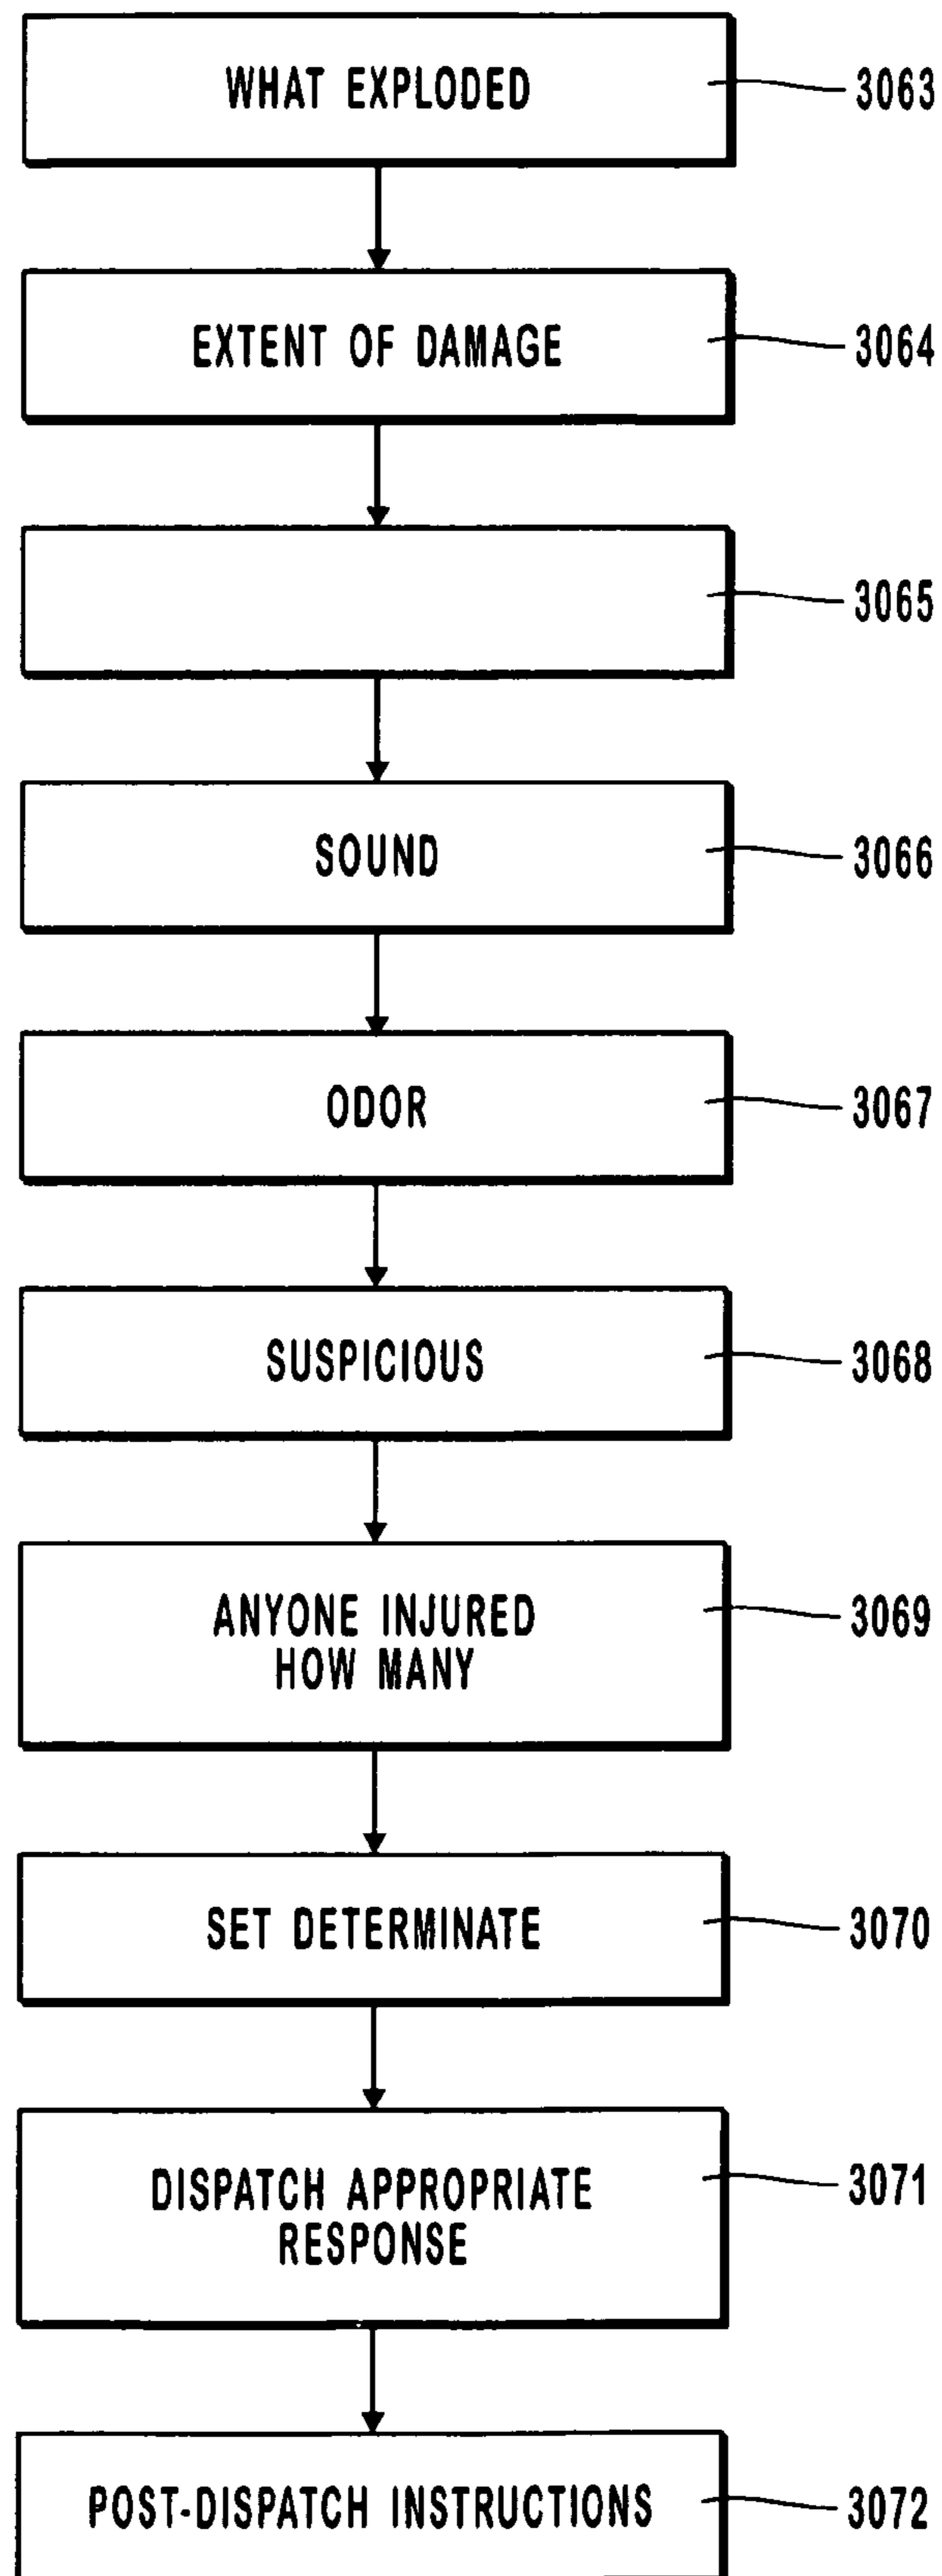 WHAT EXPLODED
3063
EXTENT OF DAMAGE
3064
3065
SOUND
3066
ODOR
3067
SUSPICIOUS
3068
ANYONE INJURED
HOW MANY
3069
SET DETERMINATE
3070
DISPATCH APPROPRIATE
RESPONSE
3071
POST-DISPATCH INSTRUCTIONS
3072